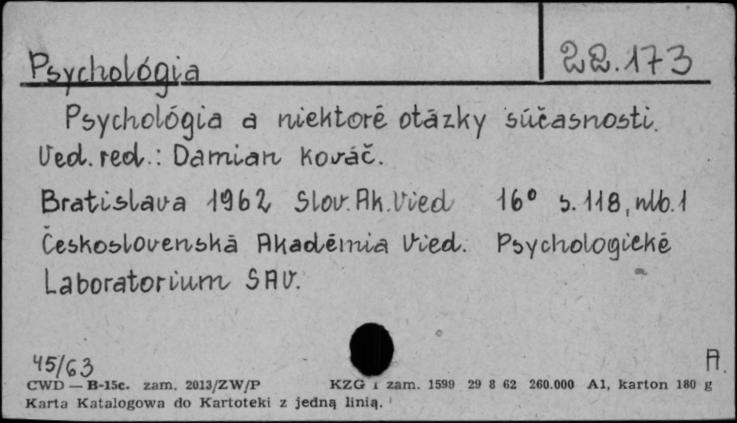 Psychológia 22.173
Psychológia a niektoré otázky súčasnosti.
Ved. red.: Damian Kováč.
Bratislava 1962 Slov. Ak. Vied 16° s. 118, nlb. 1
Československá Akadémia Vied. Psychologické
Laboratorium SAV.
45/63 A.
CWD — B-15c. zam. 2013/ZW/P KZG 1 zam. 1599 29 8 62 260.000 A1, karton 180 g
Karta Katalogowa do Kartoteki z jedną linią.